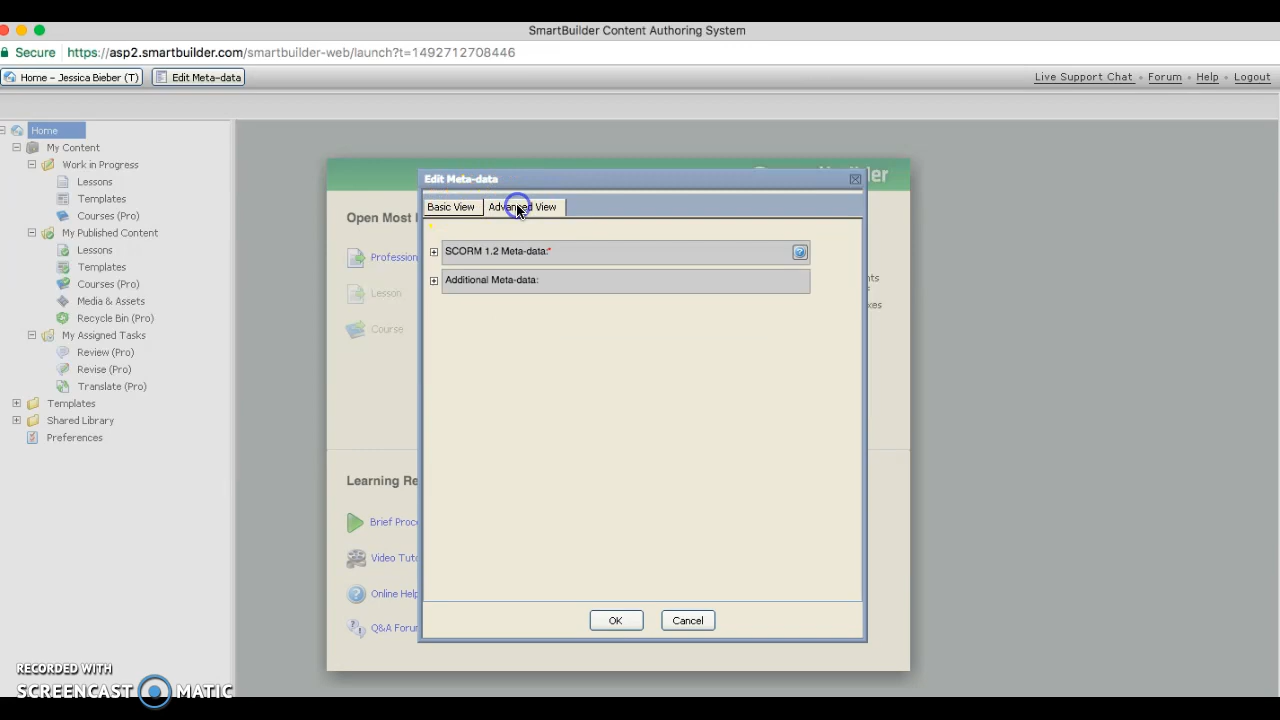 SmartBuilder Content Authoring System
Secure https://asp2.smartbuilder.com/smartbuilder-web/launch?t=1492712708446
Home - Jessica Bieber (T) Edit Meta-data Live Support Chat Forum Help Logout
Home
My Content
Work in Progress
Lessons
Templates
Courses (Pro)
My Published Content
Lessons
Templates
Courses (Pro)
Media & Assets
Recycle Bin (Pro)
My Assigned Tasks
Review (Pro)
Revise (Pro)
Translate (Pro)
Templates
Shared Library
Preferences
Open Most
Profession
Lesson
Course
Learning Re
Brief Proc
Video Tuto
Online Help
Q&A Forum
Edit Meta-data
Basic View Advanced View
SCORM 1.2 Meta-data:*
Additional Meta-data:
OK Cancel
RECORDED WITH
SCREENCAST MATIC